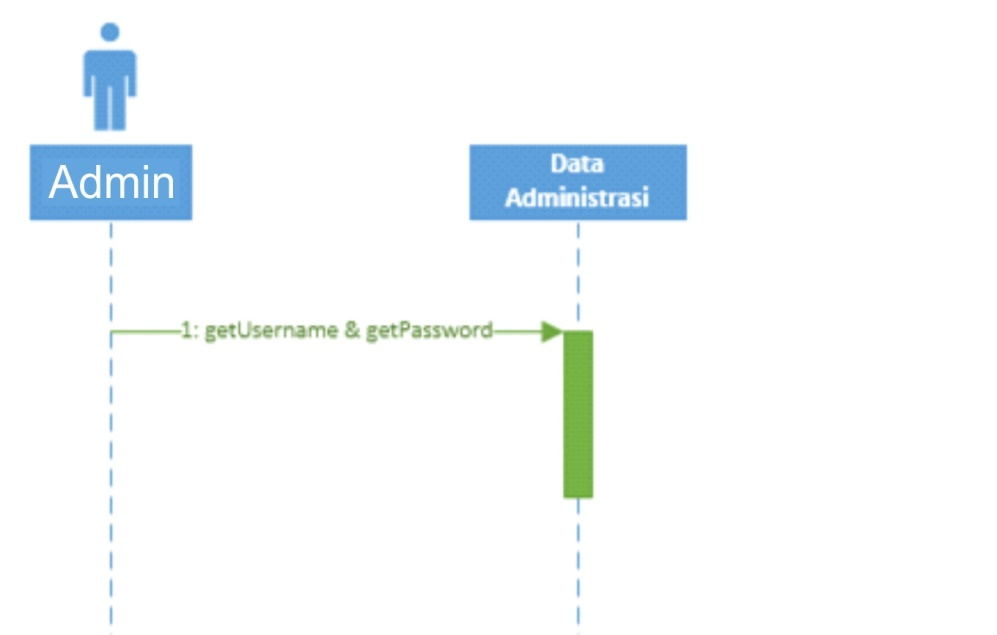 Admin
Data
Administrasi
1: getUsername & getPassword